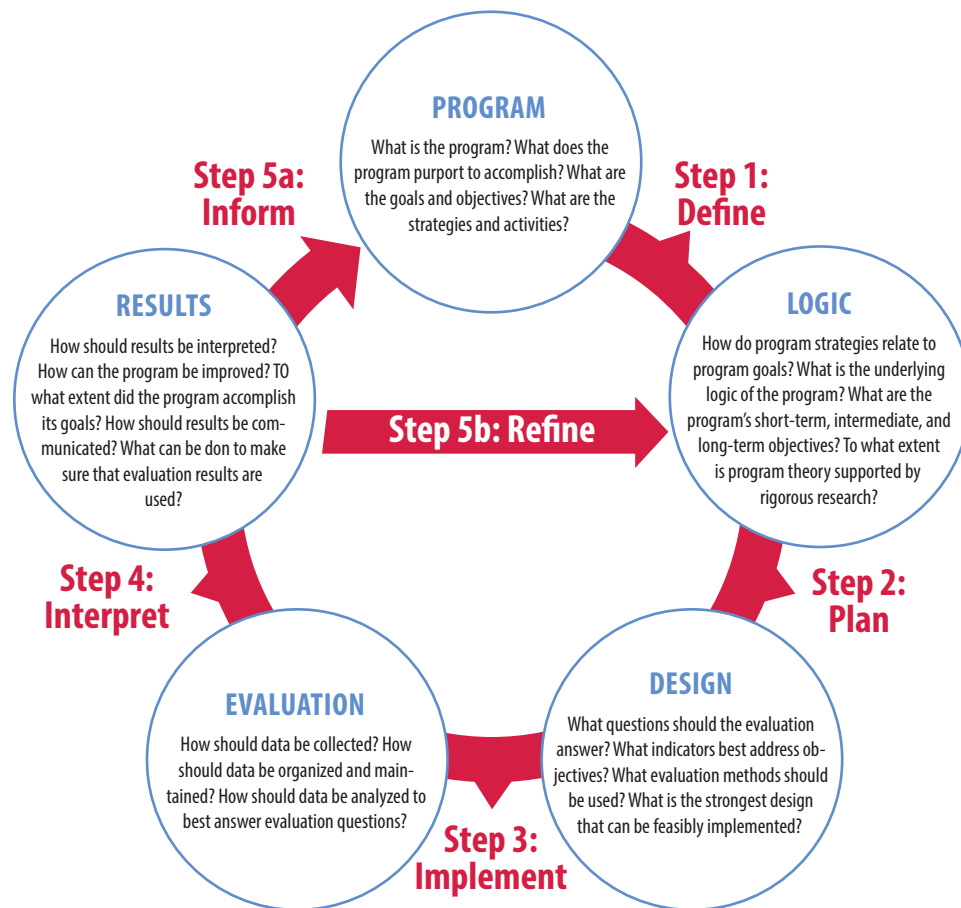 PROGRAM
What is the program? What does the
program purport to accomplish? What are
the goals and objectives? What are the
strategies and activities?
Step 1:
Define
LOGIC
How do program strategies relate to
program goals? What is the underlying
logic of the program? What are the
program's short-term, intermediate, and
long-term objectives? To what extent
is program theory supported by
rigorous research?
Step 2:
Plan
DESIGN
What questions should the evaluation
answer? What indicators best address ob-
jectives? What evaluation methods should
be used? What is the strongest design
that can be feasibly implemented?
Step 3:
Implement
EVALUATION
How should data be collected? How
should data be organized and main-
tained? How should data be analyzed to
best answer evaluation questions?
Step 4:
Interpret
RESULTS
How should results be interpreted?
How can the program be improved? TO
what extent did the program accomplish
its goals? How should results be com-
municated? What can be don to make
sure that evaluation results are
used?
Step 5a:
Inform
Step 5b: Refine